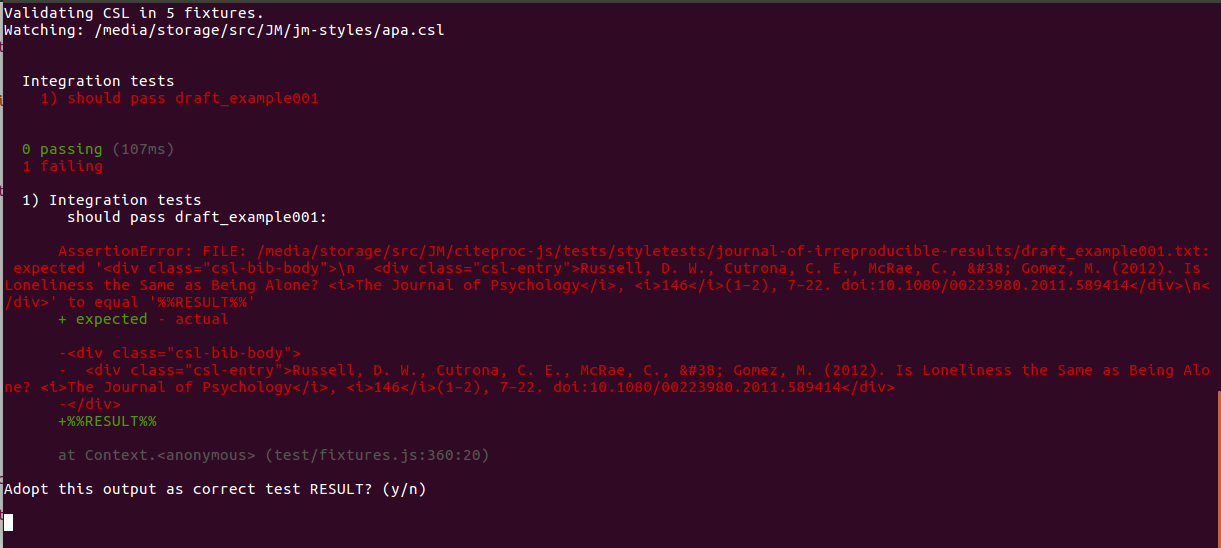 Validating CSL in 5 fixtures.
Watching: /media/storage/src/JM/jm-styles/apa.csl
Integration tests
1) should pass draft_example001
0 passing (107ms)
1 failing
1) Integration tests
should pass draft_example001:
AssertionError: FILE: /media/storage/src/JM/citeproc-js/tests/styletests/journal-of-irreproducible-results/draft_example001.txt:
expected '<div class="csl-bib-body">\n  <div class="csl-entry">Russell, D. W., Cutrona, C. E., McRae, C., &#38; Gomez, M. (2012). Is
Loneliness the Same as Being Alone? <i>The Journal of Psychology</i>, <i>146</i>(1–2), 7–22. doi:10.1080/00223980.2011.589414</div>\n<
/div>' to equal '%%RESULT%%'
+ expected - actual
-<div class="csl-bib-body">
-  <div class="csl-entry">Russell, D. W., Cutrona, C. E., McRae, C., &#38; Gomez, M. (2012). Is Loneliness the Same as Being Alo
ne? <i>The Journal of Psychology</i>, <i>146</i>(1–2), 7–22. doi:10.1080/00223980.2011.589414</div>
-</div>
+%%RESULT%%
at Context.<anonymous> (test/fixtures.js:360:20)
Adopt this output as correct test RESULT? (y/n)